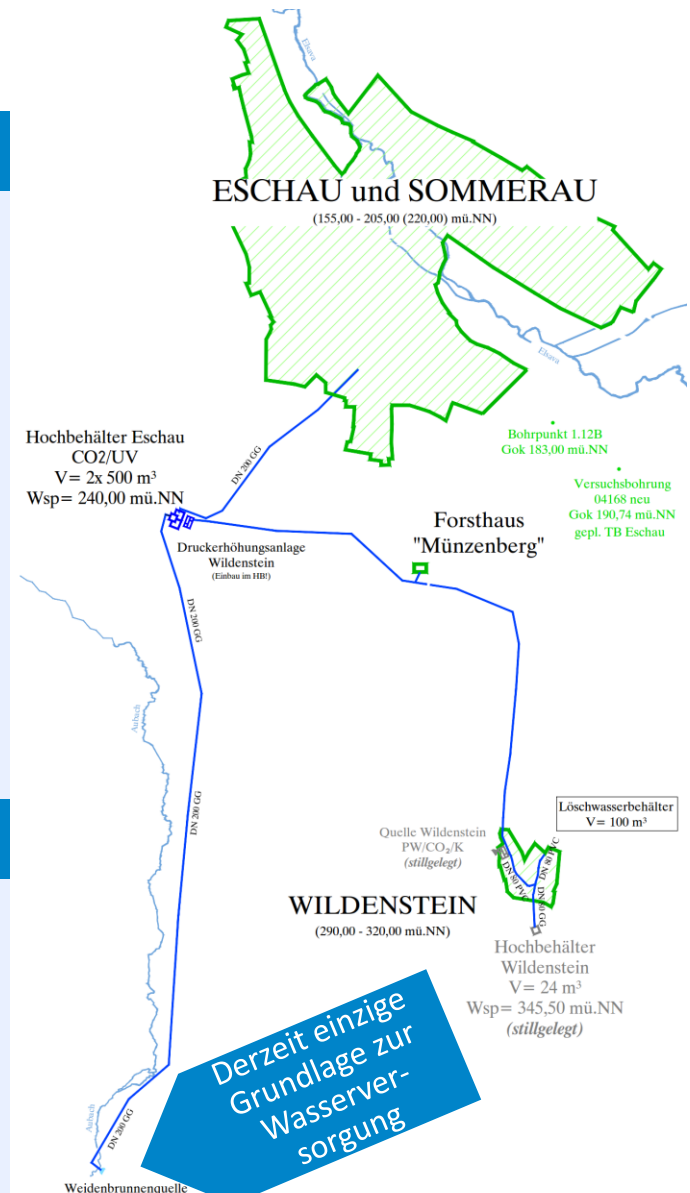 Elsava
ESCHAU und SOMMERAU
(155,00 - 205,00 (220,00) mü.NN)
Elsava
Bohrpunkt 1.12B
Gok 183,00 mü.NN
Hochbehälter Eschau
CO2/UV
V= 2x 500 m³
Wsp= 240,00 mü.NN
DN 200 GG
Versuchsbohrung
04168 neu
Gok 190,74 mü.NN
gepl. TB Eschau
Forsthaus
"Münzenberg"
Druckerhöhungsanlage
Wildenstein
(Einbau im HB!)
DN 200 GG
Aubach
DN 200 GG
Löschwasserbehälter
V= 100 m³
Quelle Wildenstein
PW/CO₂/K
(stillgelegt)
DN 80 PVC
WILDENSTEIN
(290,00 - 320,00 mü.NN)
Hochbehälter
Wildenstein
V= 24 m³
Wsp= 345,50 mü.NN
(stillgelegt)
Derzeit einzige
Grundlage zur
Wasserver-
sorgung
Aubach
DN 200 GG
Weidenbrunnenquelle